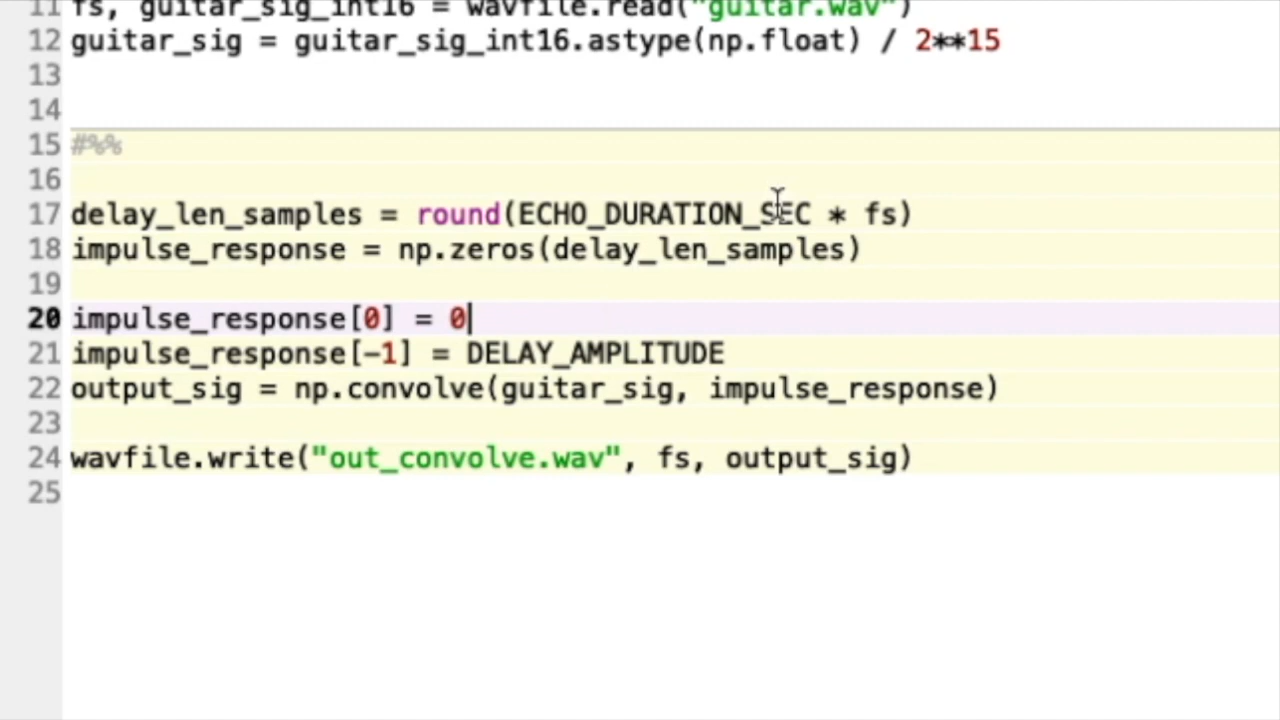 11 fs, guitar_sig_int16 = wavfile.read("guitar.wav")
12 guitar_sig = guitar_sig_int16.astype(np.float) / 2**15
13
14
15 #%%
16
17 delay_len_samples = round(ECHO_DURATION_SEC * fs)
18 impulse_response = np.zeros(delay_len_samples)
19
20 impulse_response[0] = 0
21 impulse_response[-1] = DELAY_AMPLITUDE
22 output_sig = np.convolve(guitar_sig, impulse_response)
23
24 wavfile.write("out_convolve.wav", fs, output_sig)
25